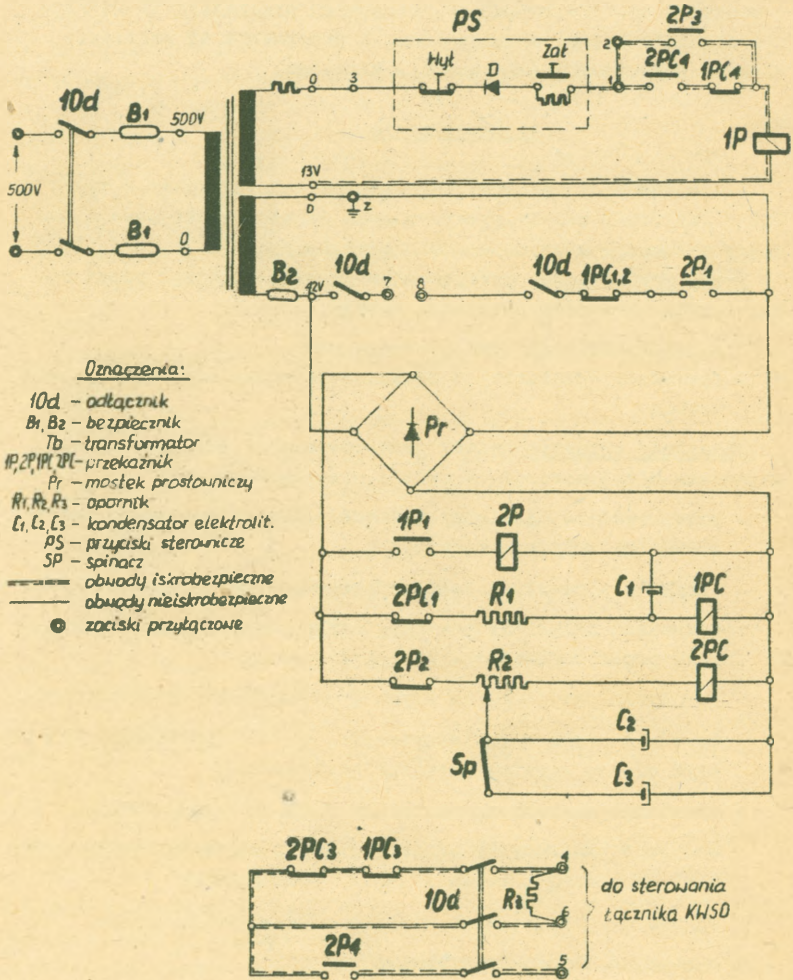 PS
2P3
Wył
D
Zał
2
1
2PC4
1PC4
0
3
10d
B1
500V
1P
500V
13V
0
Z
B1
0
B2
12V
10d
7
8
10d
1PC1,2
2P1
Oznaczenia:
10d - odłącznik
B1, B2 - bezpiecznik
Tb - transformator
1P, 2P, 1PC, 2PC - przekaźnik
Pr - mostek prostowniczy
R1, R2, R3 - opornik
C1, C2, C3 - kondensator elektrolit.
PS - przyciski sterownicze
SP - spinacz
obwody iskrobezpieczne
obwody nieiskrobezpieczne
zaciski przyłączowe
Pr
1P1
2P
2PC1
R1
C1
1PC
2P2
R2
2PC
C2
Sp
C3
2PC3
1PC3
4
10d
R3
6
do sterowania
łącznika KWSO
2P4
5